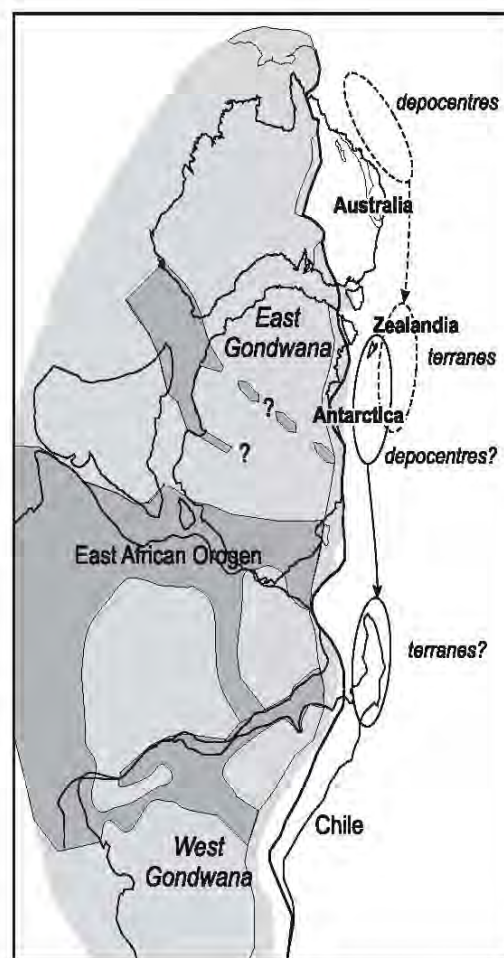 depocentres
Australia
Zealandia
East
Gondwana
terranes
?
Antarctica
?
depocentres?
East African Orogen
terranes?
Chile
West
Gondwana